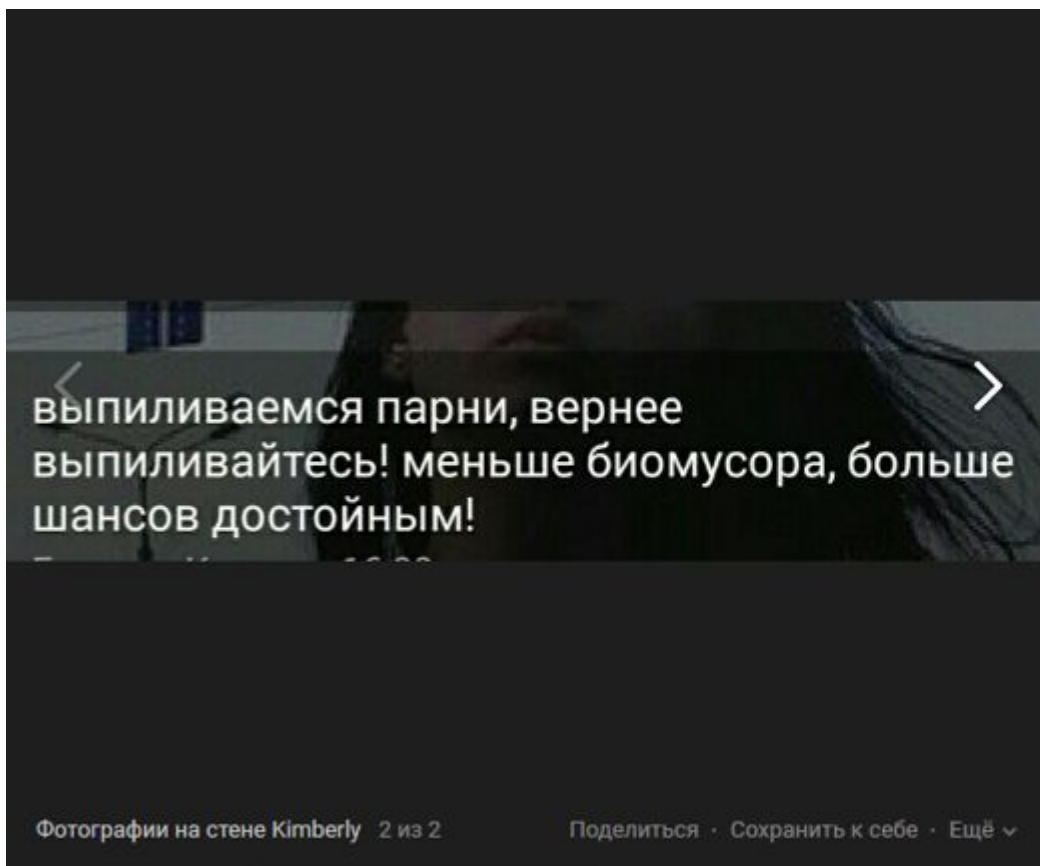 выпиливаемся парни, вернее
выпиливайтесь! меньше биомусора, больше
шансов достойным!
Фотографии на стене Kimberly 2 из 2
Поделиться · Сохранить к себе · Ещё